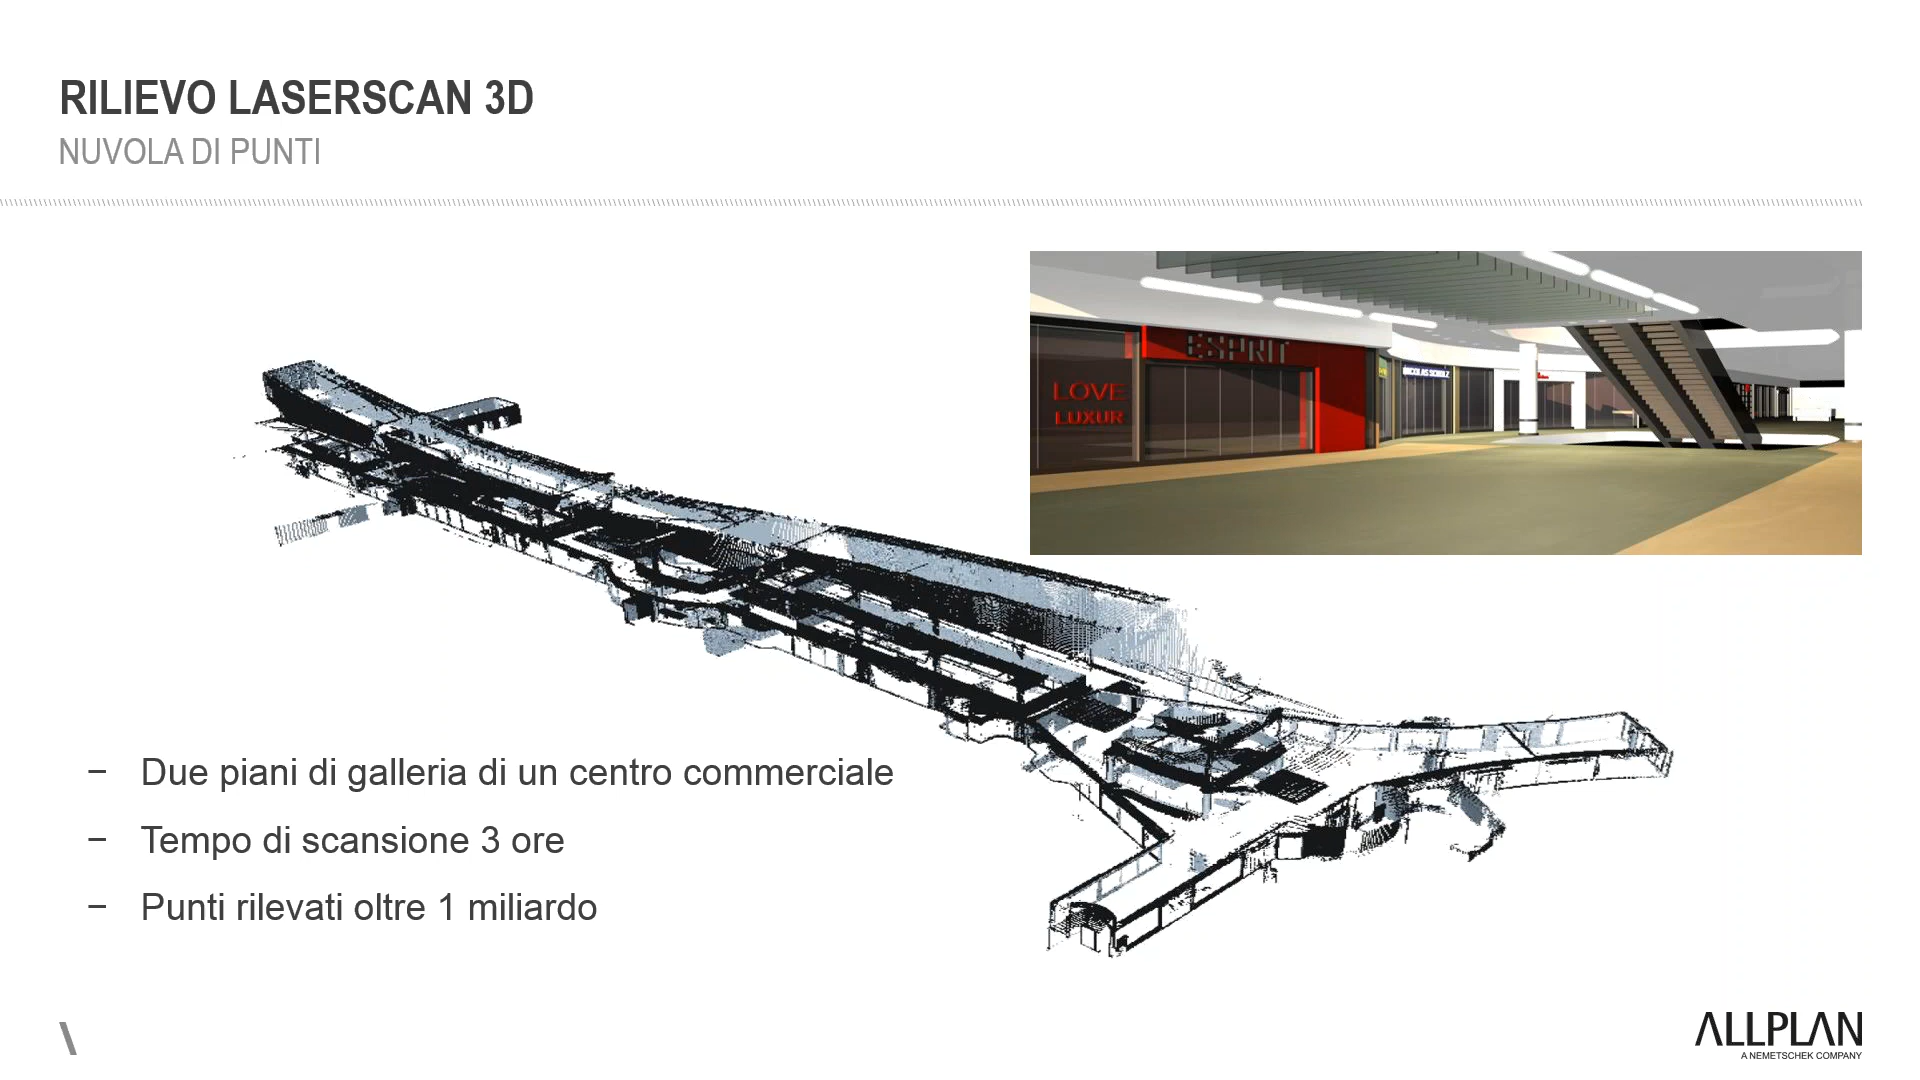 RILIEVO LASERSCAN 3D
NUVOLA DI PUNTI
ESPRIT
LOVE
LUXUR
− Due piani di galleria di un centro commerciale
− Tempo di scansione 3 ore
− Punti rilevati oltre 1 miliardo
ALLPLAN
A NEMETSCHEK COMPANY